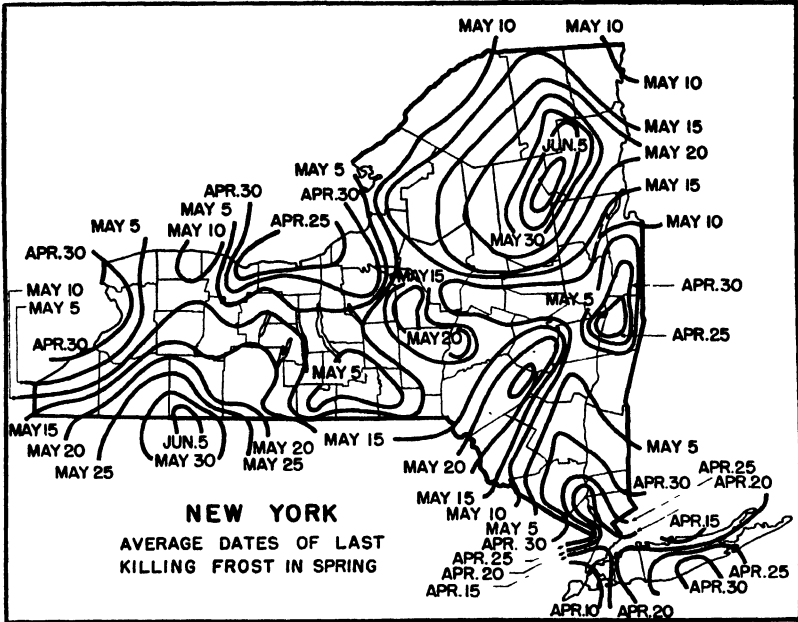 MAY 10 MAY 10
MAY 10
MAY 15
JUN.5
MAY 20
MAY 5
APR.30
APR.30
MAY 15
MAY 5
APR.25
MAY 5
MAY 10
MAY 10
MAY 30
APR.30
MAY 15
APR.30
MAY 10
MAY 5
MAY 5
APR.25
MAY 20
APR.30
MAY 5
MAY 15
JUN.5
MAY 20
MAY 15
MAY 5
MAY 20
MAY 30
MAY 25
MAY 20
MAY 25
APR.25
APR.30
APR.20
MAY 15
MAY 10
APR.15
MAY 5
NEW YORK
AVERAGE DATES OF LAST
KILLING FROST IN SPRING
APR. 30
APR.25
APR.20
APR.15
APR.25
APR.30
APR.10 APR.20